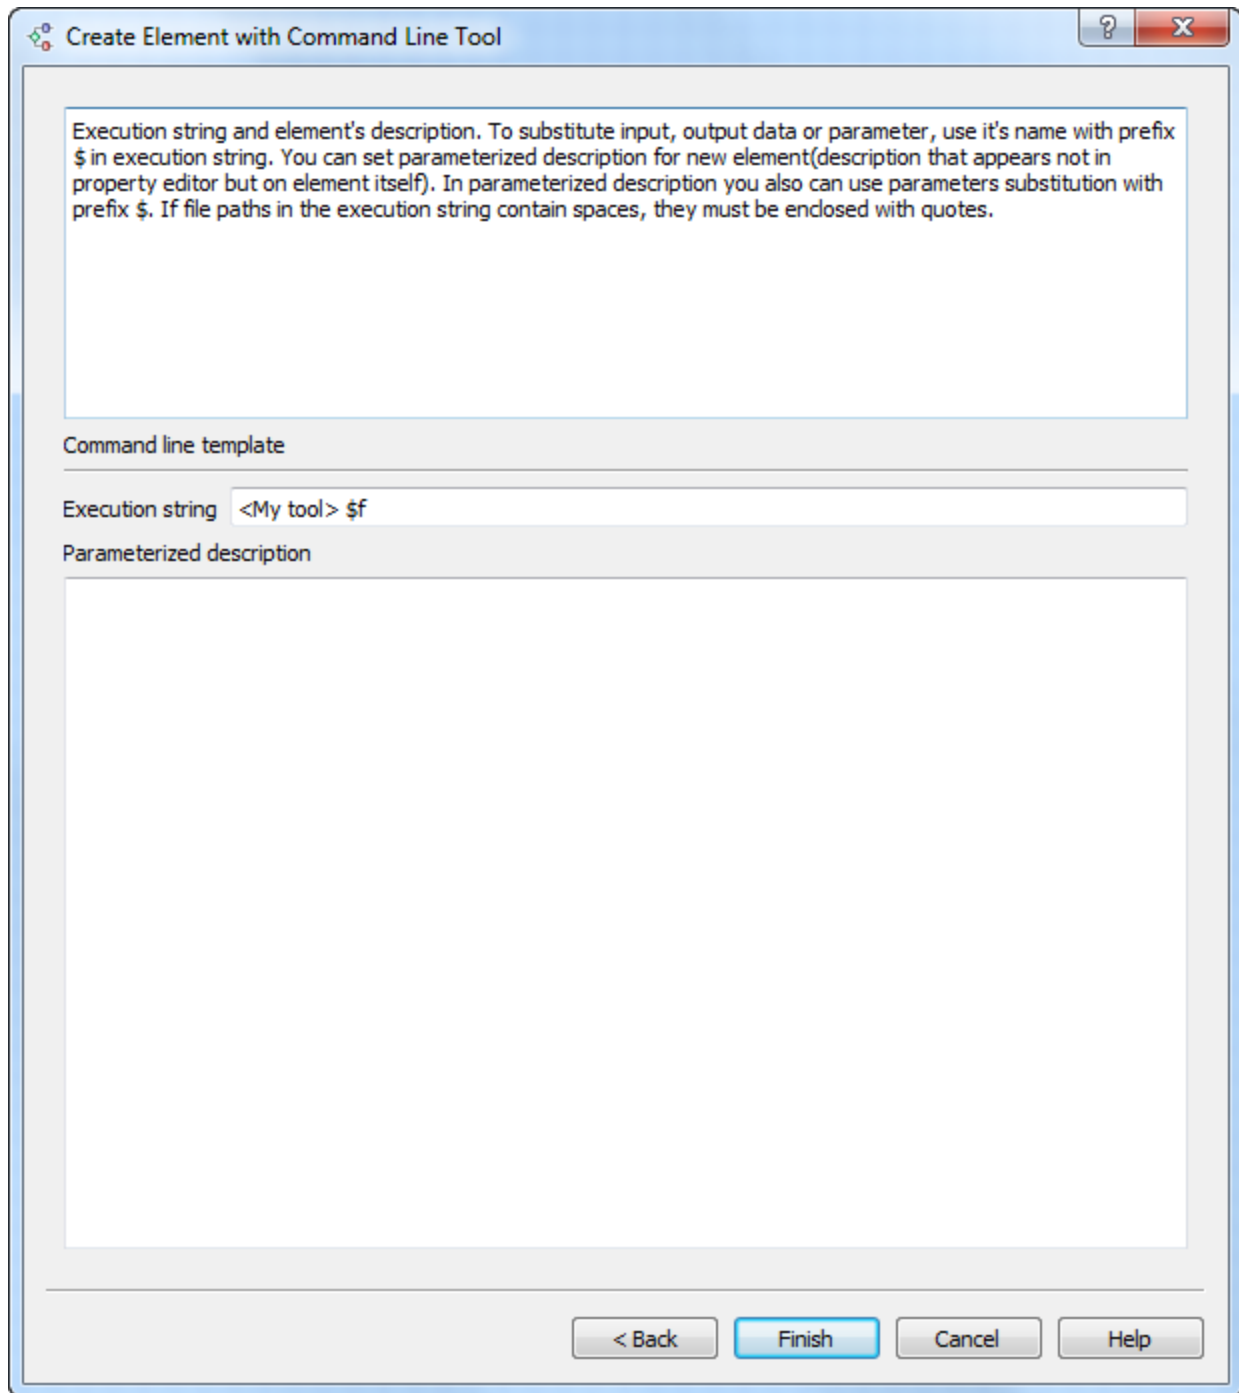 Create Element with Command Line Tool
Execution string and element's description. To substitute input, output data or parameter, use it's name with prefix
$ in execution string. You can set parameterized description for new element(description that appears not in
property editor but on element itself). In parameterized description you also can use parameters substitution with
prefix $. If file paths in the execution string contain spaces, they must be enclosed with quotes.
Command line template
Execution string <My tool> $f
Parameterized description
< Back Finish Cancel Help